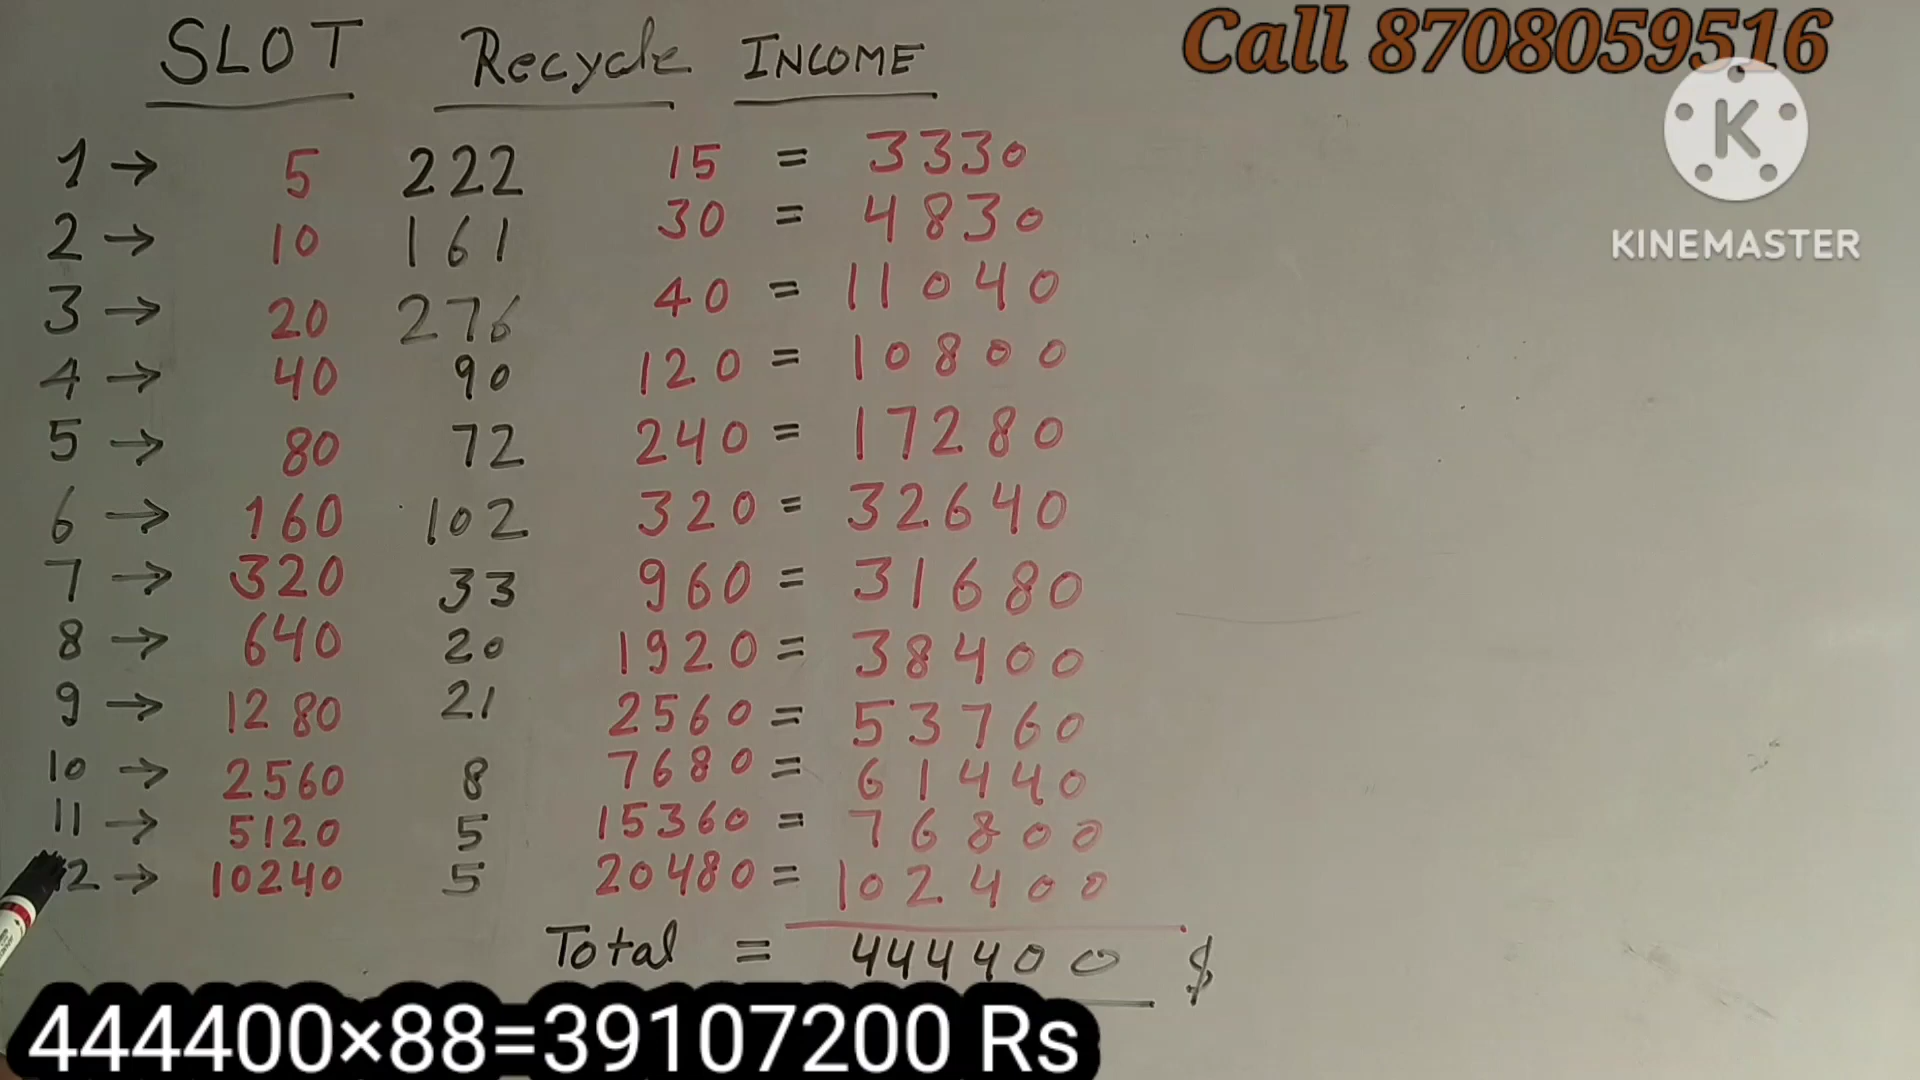 SLOT Recycle INCOME Call 8708059516
K
KINEMASTER
1 → 5 222 15 = 3330
2 → 10 161 30 = 4830
3 → 20 276 40 = 11040
4 → 40 90 120 = 10800
5 → 80 72 240 = 17280
6 → 160 102 320 = 32640
7 → 320 33 960 = 31680
8 → 640 20 1920 = 38400
9 → 1280 21 2560 = 53760
10 → 2560 8 7680 = 61440
11 → 5120 5 15360 = 76800
12 → 10240 5 20480 = 102400
Total = 444400 $
444400×88=39107200 Rs